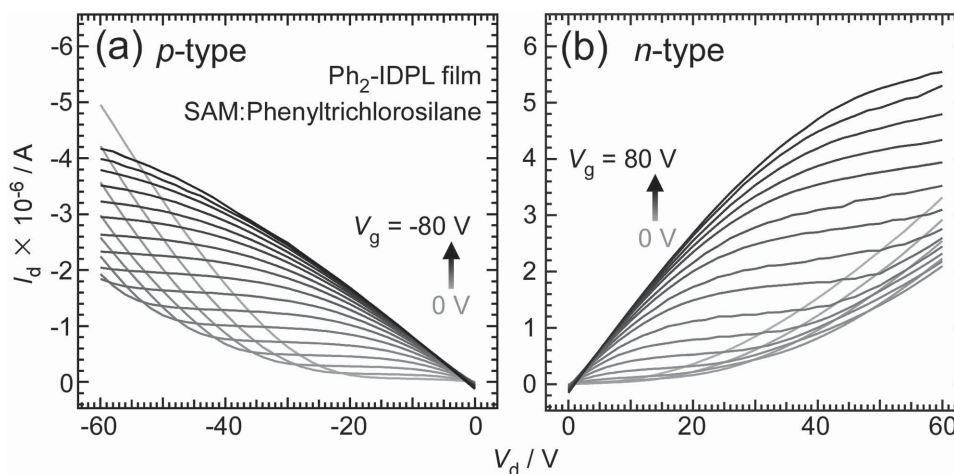 (a) p-type
Ph2-IDPL film
SAM:Phenyltrichlorosilane
Vg = -80 V
0 V
-6
-5
-4
-3
-2
-1
0
-60
-40
-20
0
Id × 10-6 / A
(b) n-type
Vg = 80 V
0 V
6
5
4
3
2
1
0
0
20
40
60
Vd / V